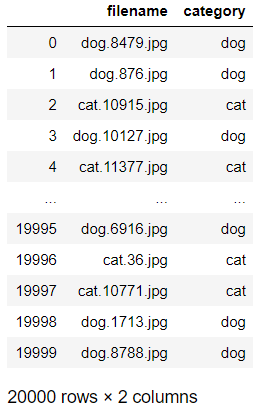 filename category
0 dog.8479.jpg dog
1 dog.876.jpg dog
2 cat.10915.jpg cat
3 dog.10127.jpg dog
4 cat.11377.jpg cat
... ... ...
19995 dog.6916.jpg dog
19996 cat.36.jpg cat
19997 cat.10771.jpg cat
19998 dog.1713.jpg dog
19999 dog.8788.jpg dog
20000 rows × 2 columns